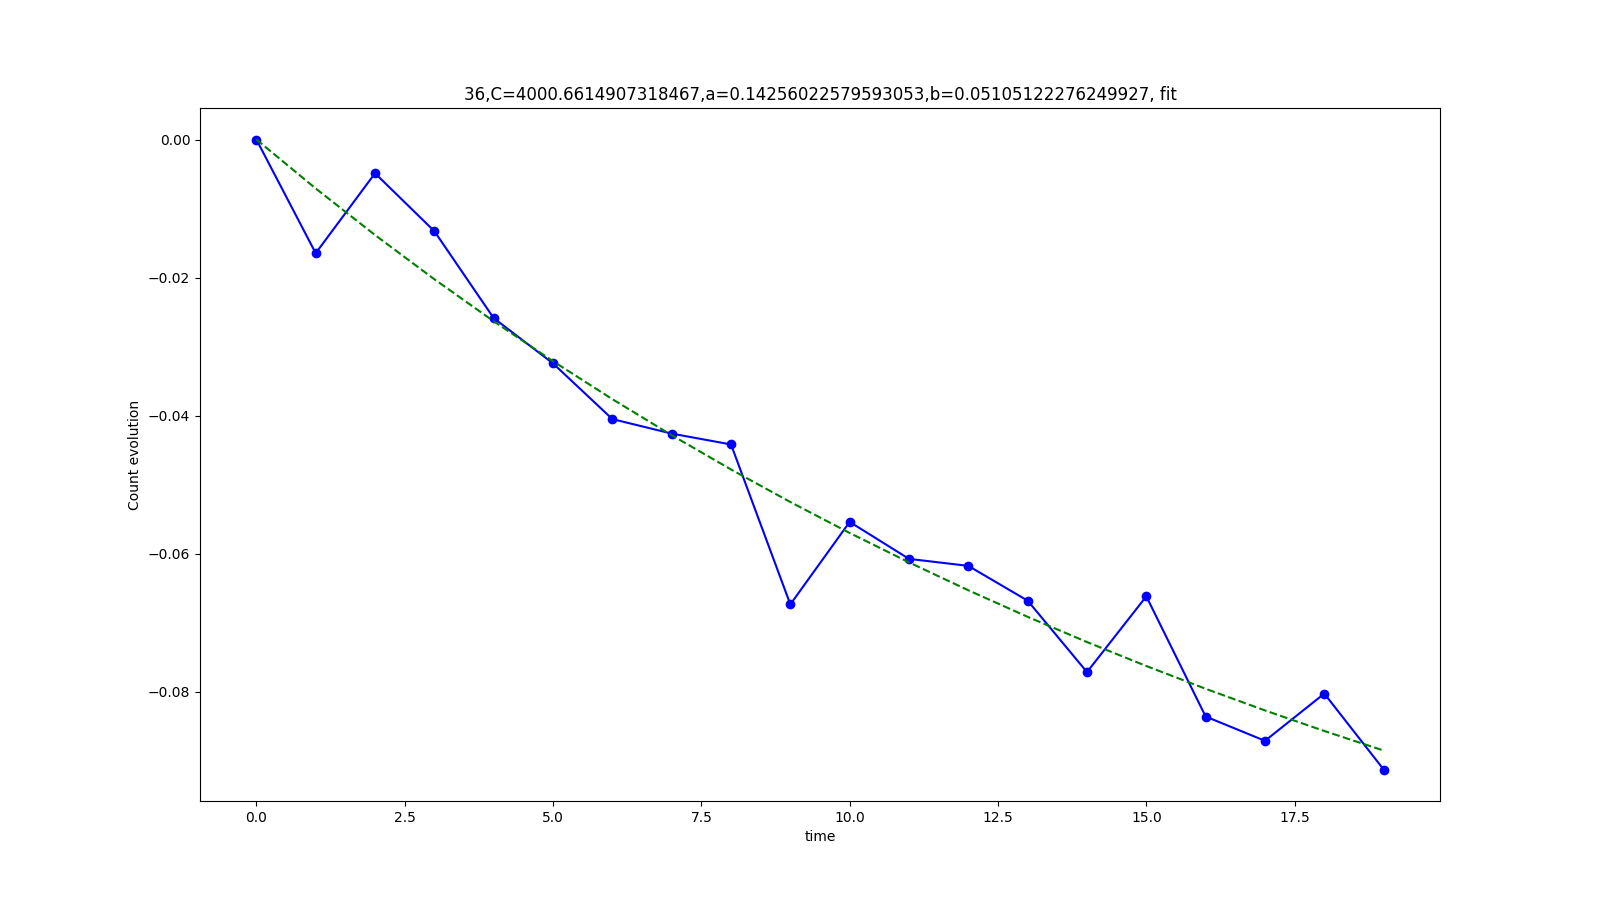 36,C=4000.6614907318467,a=0.14256022579593053,b=0.05105122276249927, fit
0.00
−0.02
−0.04
−0.06
−0.08
Count evolution
0.0 2.5 5.0 7.5 10.0 12.5 15.0 17.5
time